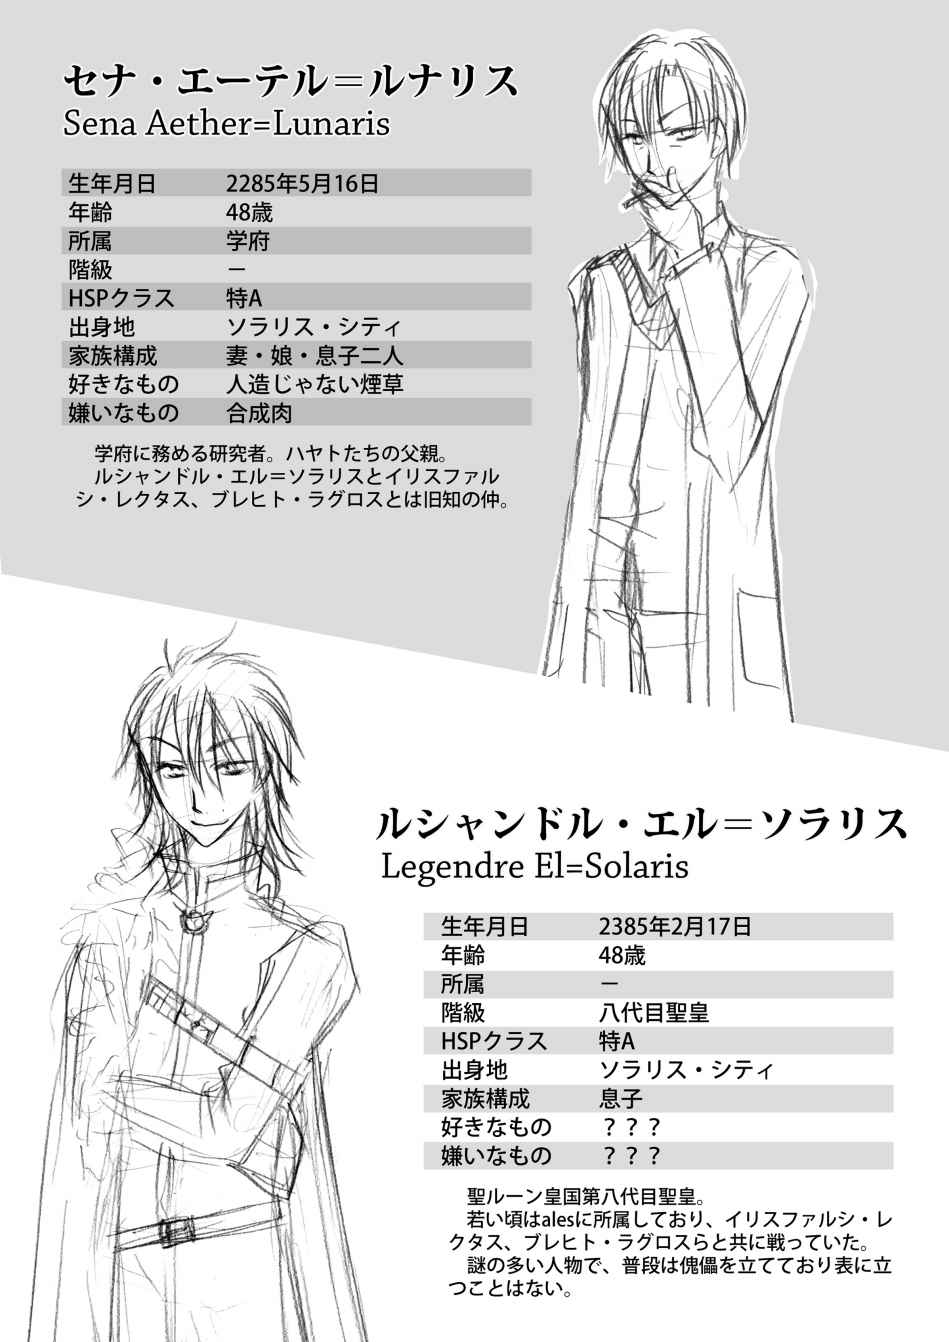 セナ・エーテル＝ルナリス
Sena Aether=Lunaris
生年月日 2285年5月16日
年齢 48歳
所属 学府
階級 －
HSPクラス 特A
出身地 ソラリス・シティ
家族構成 妻・娘・息子二人
好きなもの 人造じゃない煙草
嫌いなもの 合成肉
学府に務める研究者。ハヤトたちの父親。
ルシャンドル・エル＝ソラリスとイリスファル
シ・レクタス、ブレヒト・ラグロスとは旧知の仲。
ルシャンドル・エル＝ソラリス
Legendre El=Solaris
生年月日 2385年2月17日
年齢 48歳
所属 －
階級 八代目聖皇
HSPクラス 特A
出身地 ソラリス・シティ
家族構成 息子
好きなもの ？？？
嫌いなもの ？？？
聖ルーン皇国第八代目聖皇。
若い頃はalesに所属しており、イリスファルシ・レ
クタス、ブレヒト・ラグロスらと共に戦っていた。
謎の多い人物で、普段は傀儡を立てており表に立
つことはない。